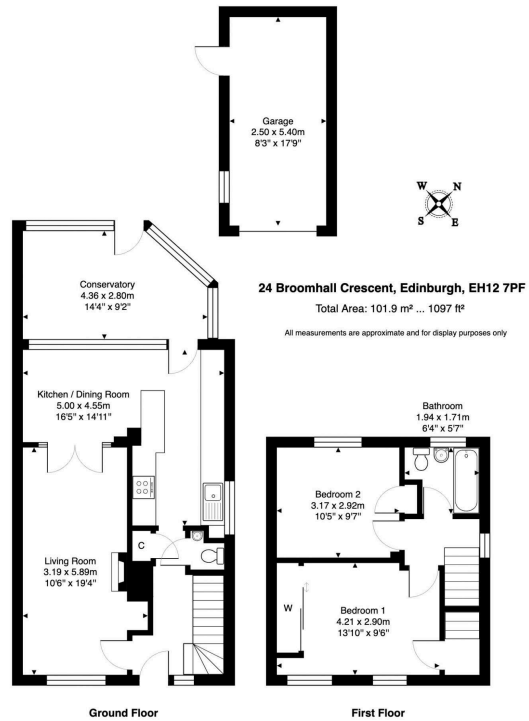 Garage
2.50 x 5.40m
8'3" x 17'9"
W N
S E
Conservatory
4.36 x 2.80m
14'4" x 9'2"
24 Broomhall Crescent, Edinburgh, EH12 7PF
Total Area: 101.9 m² ... 1097 ft²
All measurements are approximate and for display purposes only
Kitchen / Dining Room
5.00 x 4.55m
16'5" x 14'11"
Bathroom
1.94 x 1.71m
6'4" x 5'7"
Bedroom 2
3.17 x 2.92m
10'5" x 9'7"
C
Living Room
3.19 x 5.89m
10'6" x 19'4"
W
Bedroom 1
4.21 x 2.90m
13'10" x 9'6"
Ground Floor
First Floor